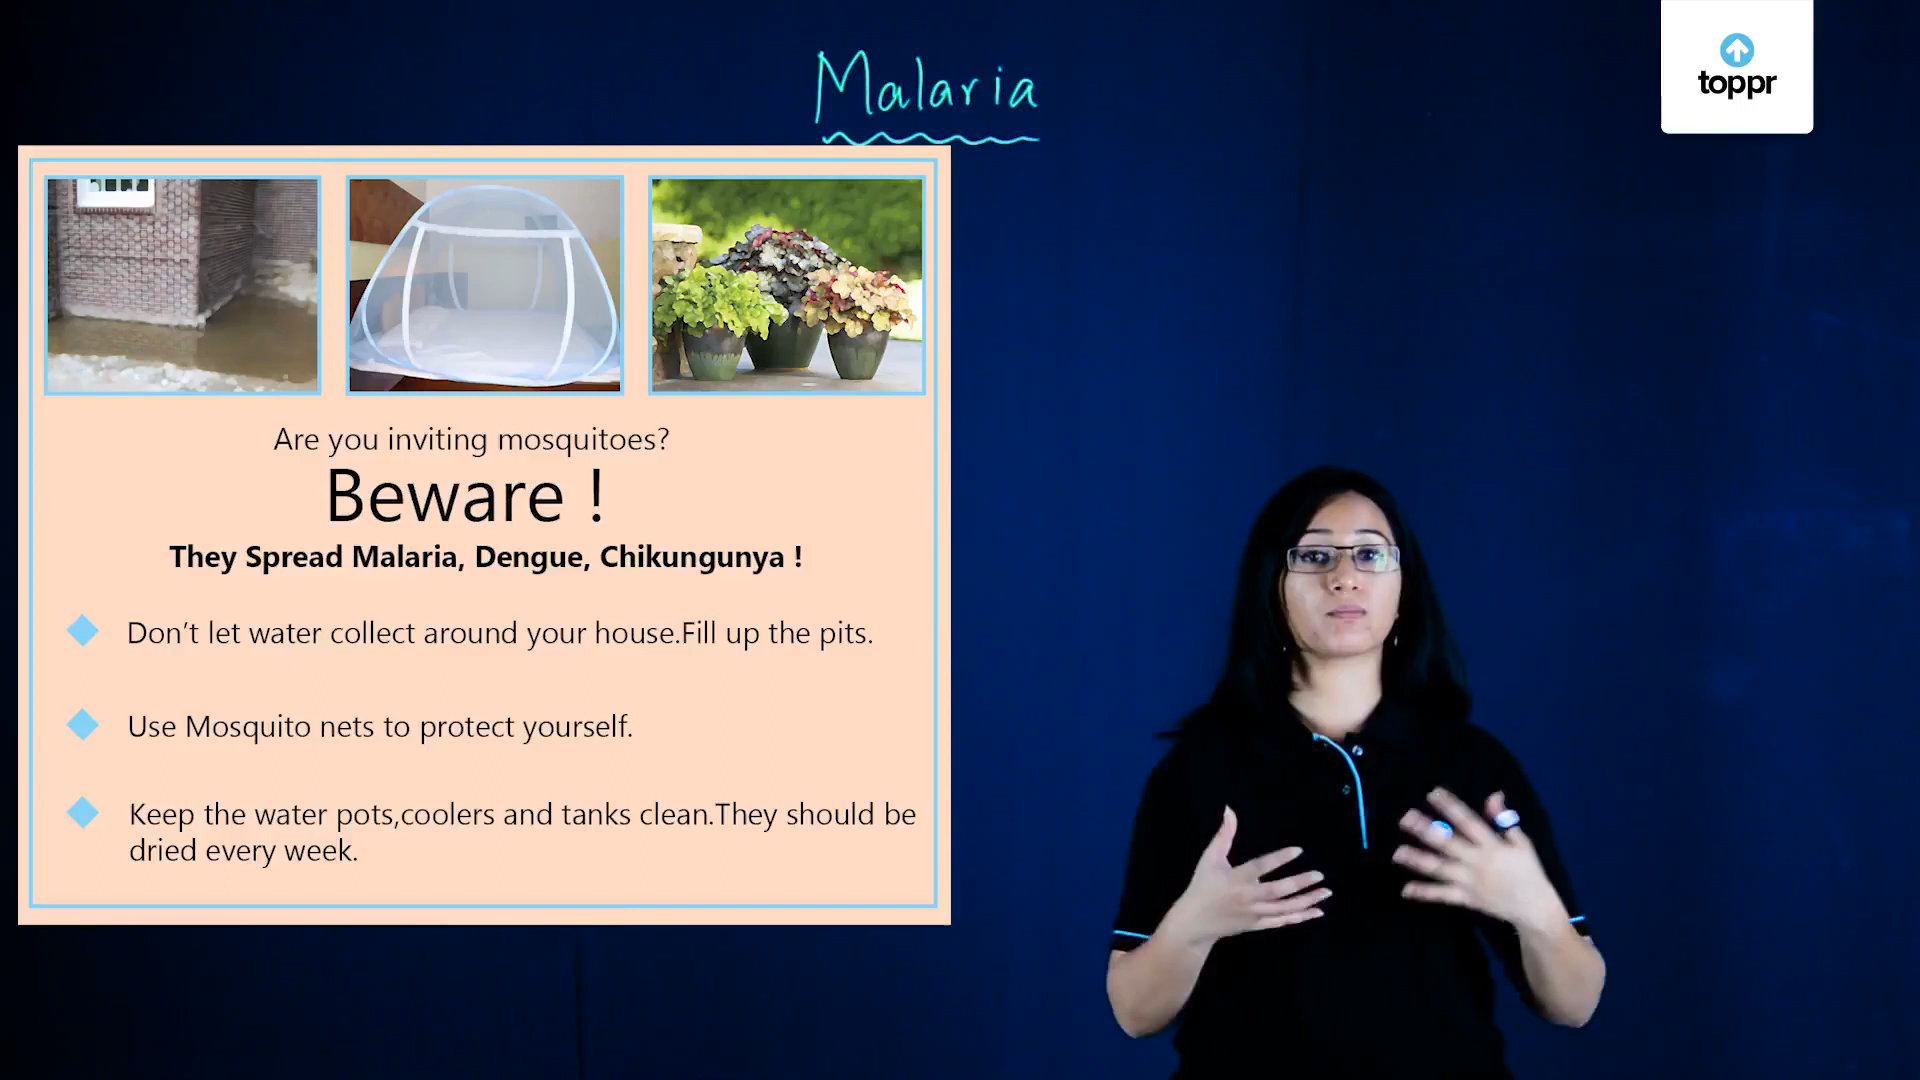 Malaria
toppr
Are you inviting mosquitoes?
Beware !
They Spread Malaria, Dengue, Chikungunya !
Don’t let water collect around your house.Fill up the pits.
Use Mosquito nets to protect yourself.
Keep the water pots,coolers and tanks clean.They should be
dried every week.